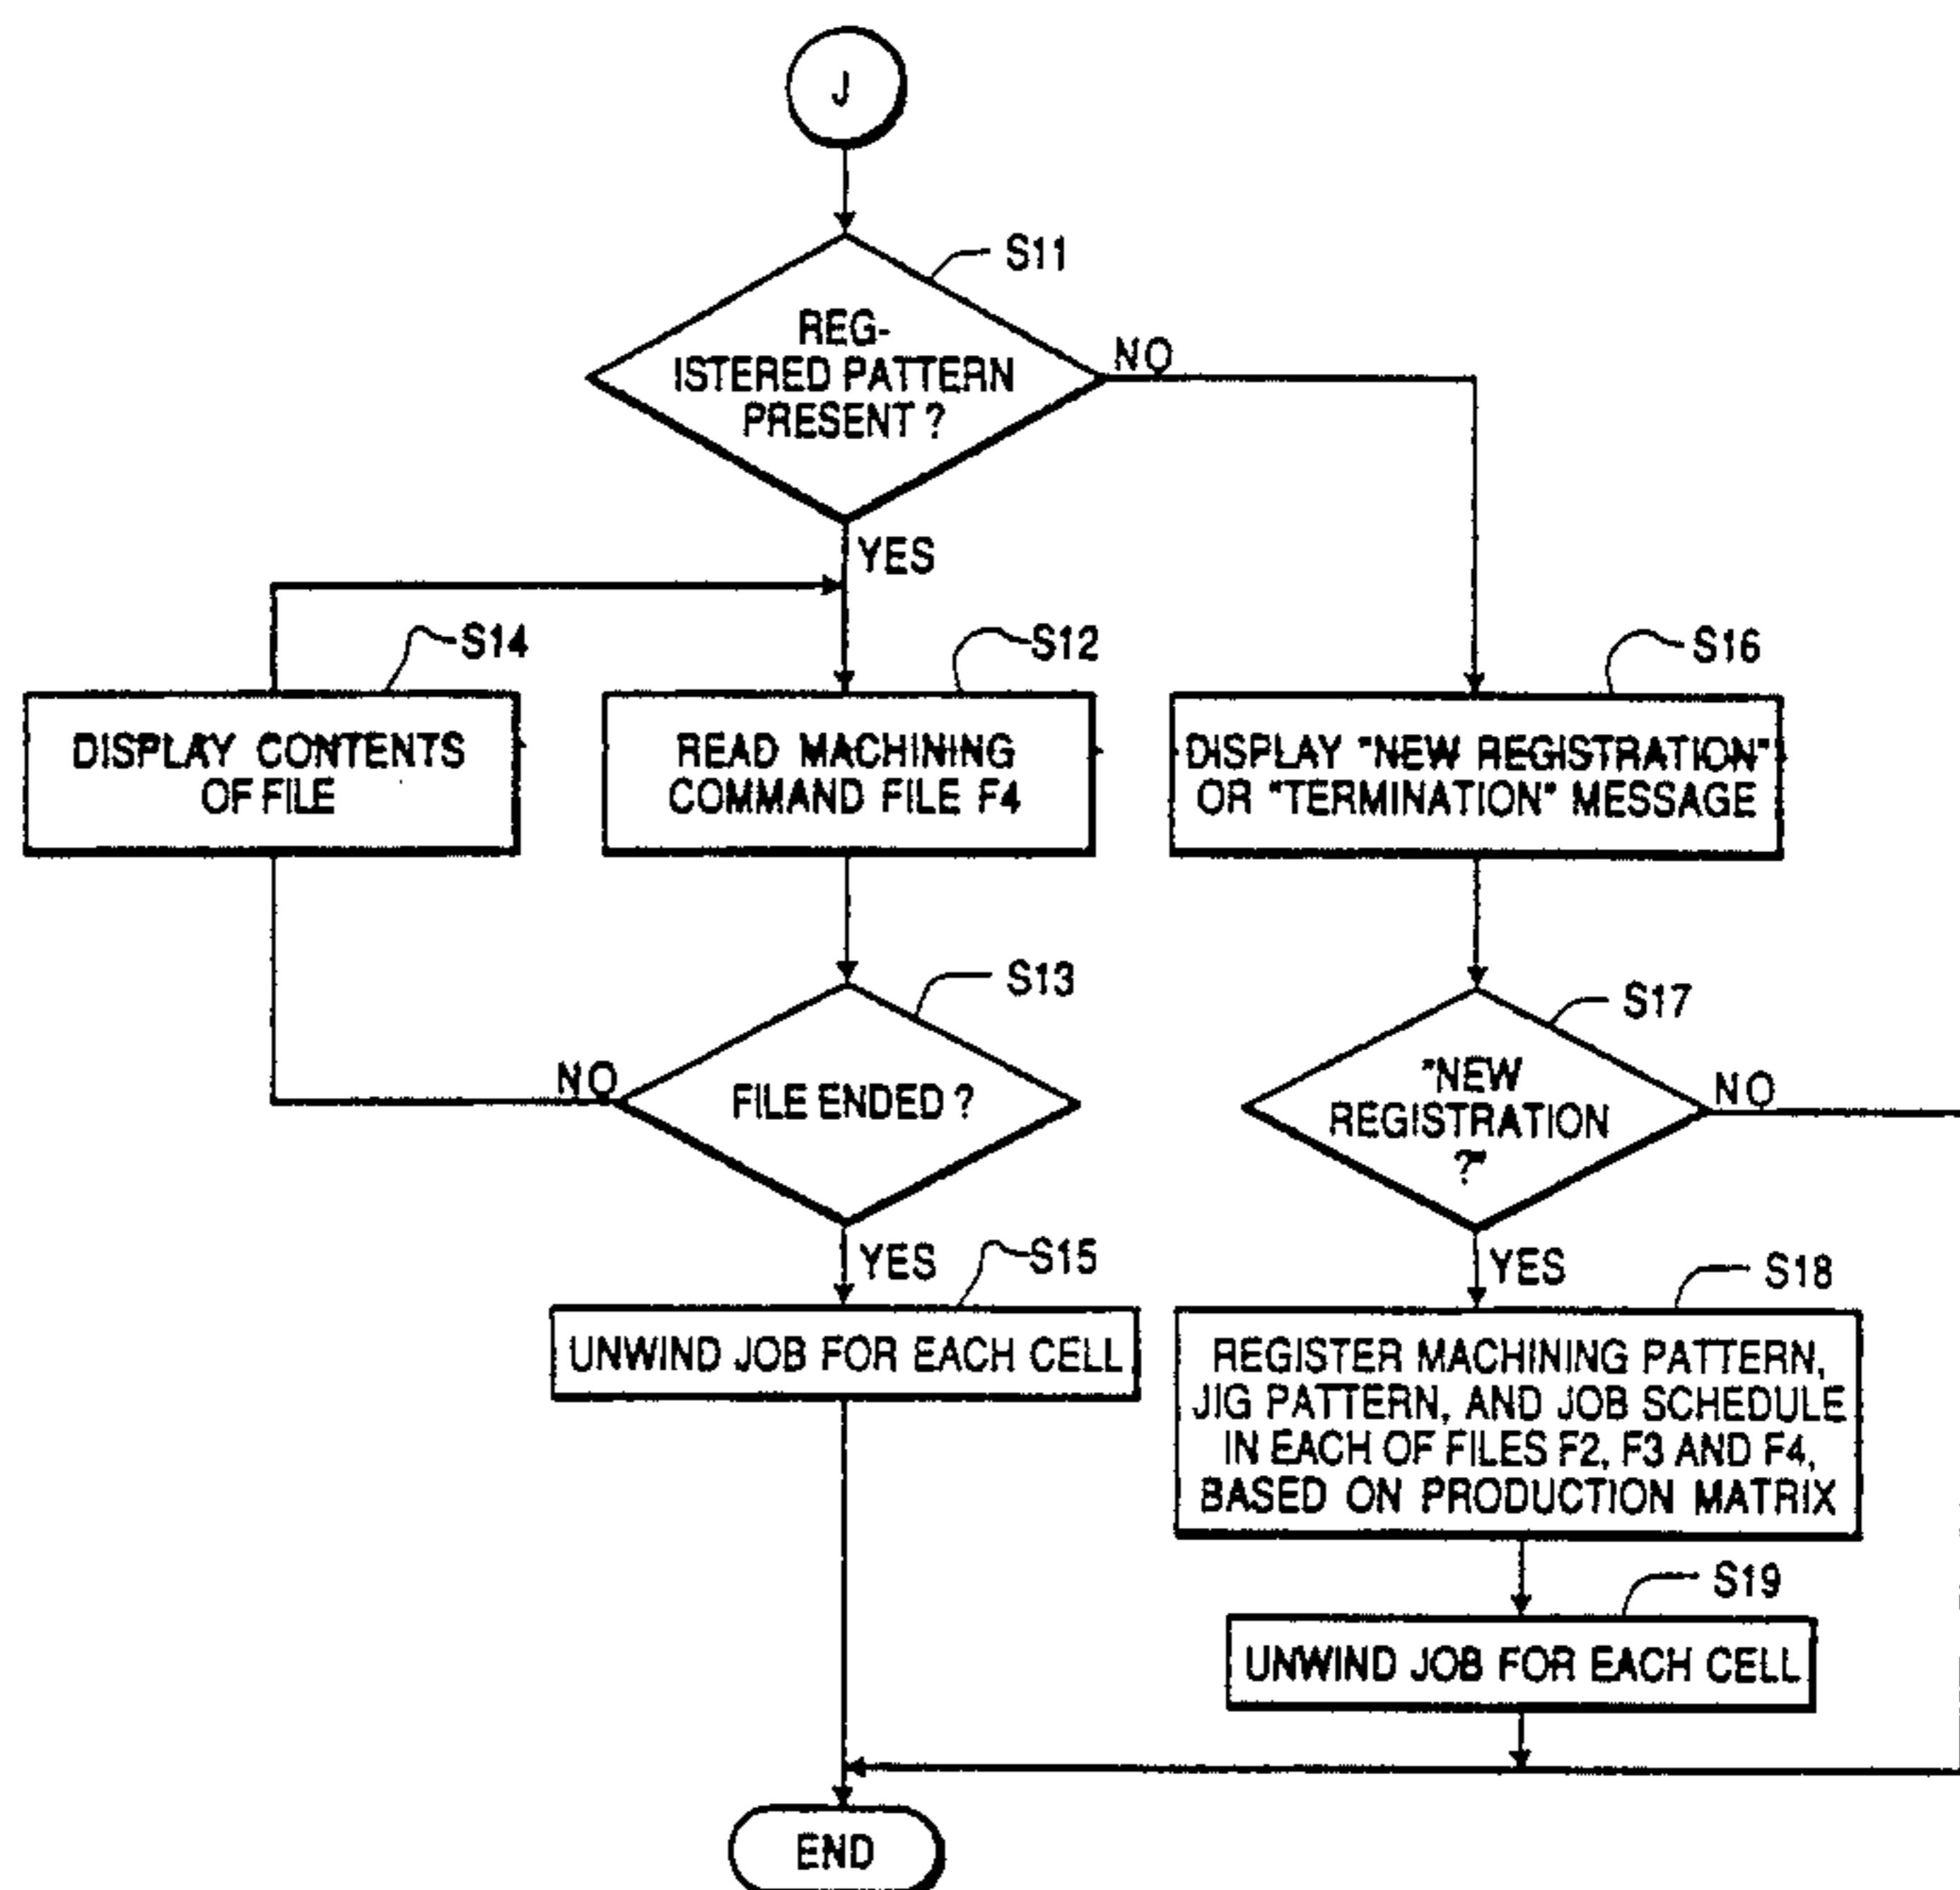 J
S11
REG-
ISTERED PATTERN
PRESENT ?
NO
YES
S14
S12
S16
DISPLAY CONTENTS
OF FILE
READ MACHINING
COMMAND FILE F4
DISPLAY "NEW REGISTRATION"
OR "TERMINATION" MESSAGE
S13
S17
NO
FILE ENDED ?
"NEW
REGISTRATION
?"
NO
YES
S15
YES
S18
UNWIND JOB FOR EACH CELL
REGISTER MACHINING PATTERN,
JIG PATTERN, AND JOB SCHEDULE
IN EACH OF FILES F2, F3 AND F4,
BASED ON PRODUCTION MATRIX
S19
UNWIND JOB FOR EACH CELL
END